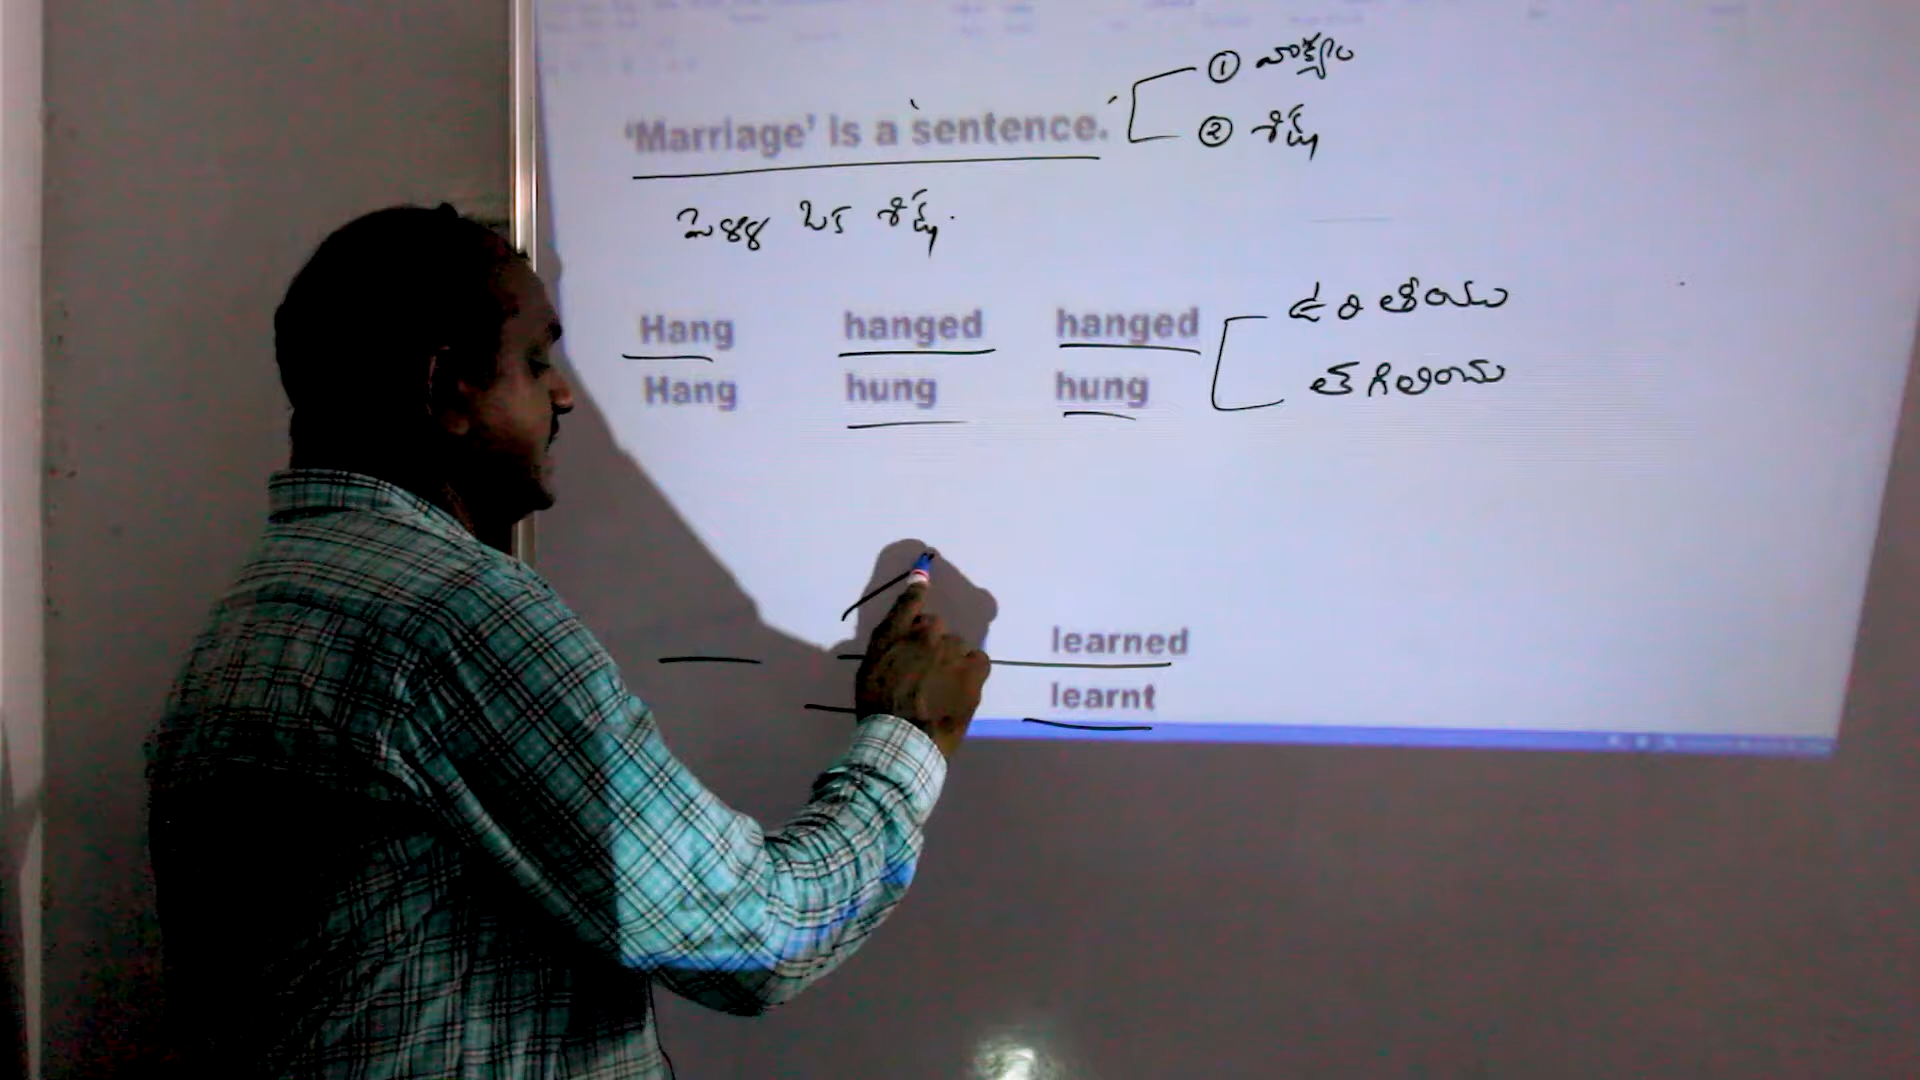 'Marriage' is a sentence.
① వాక్యం
② శిక్ష
పెళ్ళి ఒక శిక్ష.
Hang hanged hanged
ఉరితీయు
Hang hung hung
తగిలించు
learned
learnt